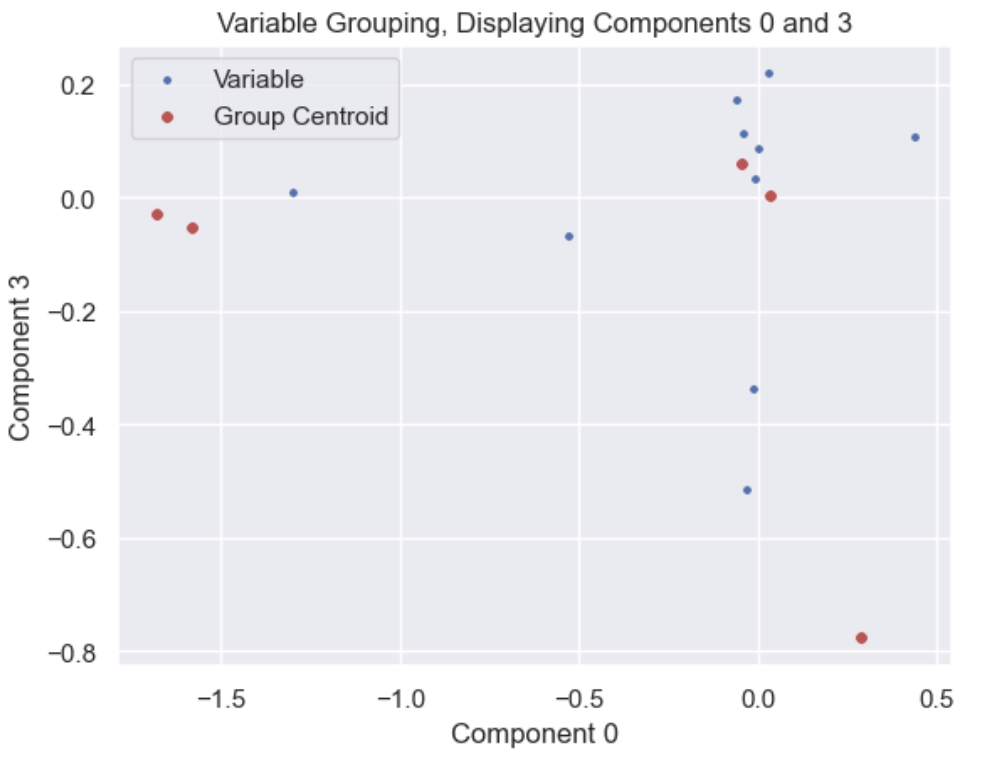 Variable Grouping, Displaying Components 0 and 3
Variable
Group Centroid
0.2
0.0
−0.2
−0.4
−0.6
−0.8
Component 3
−1.5
−1.0
−0.5
0.0
0.5
Component 0